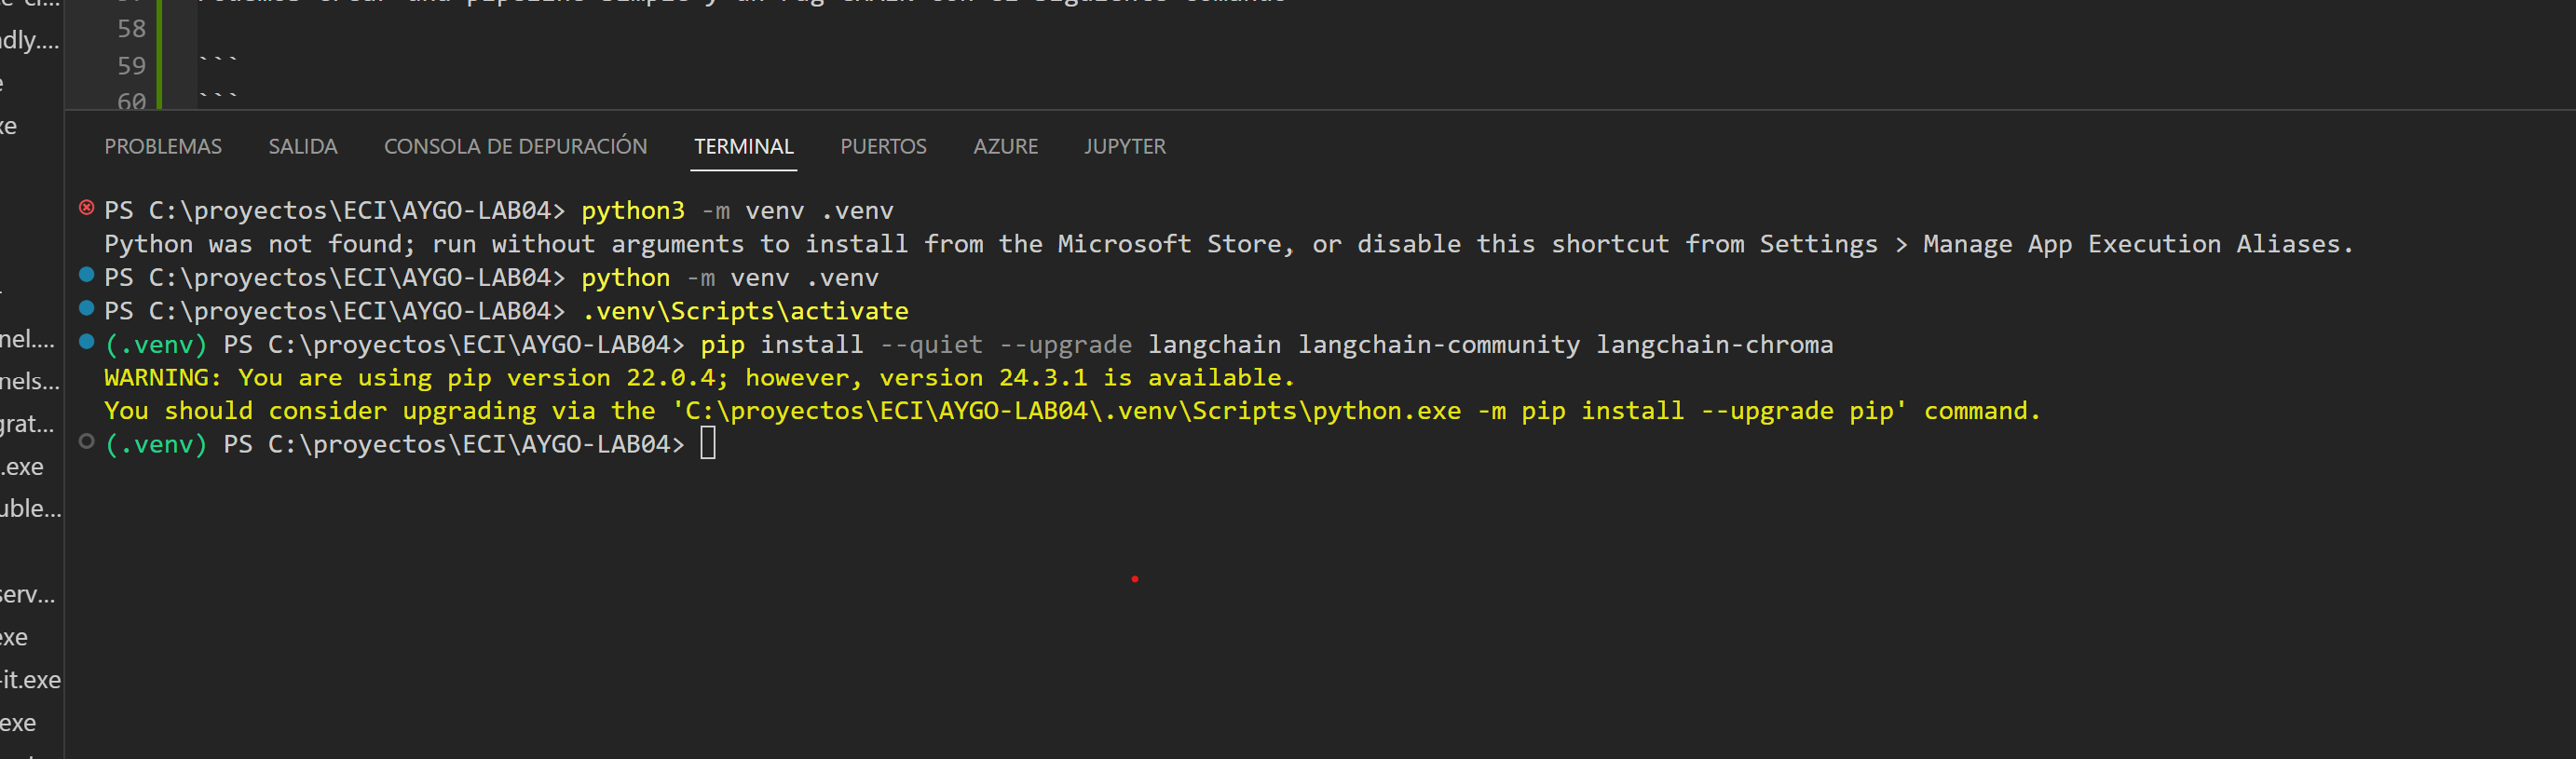 58
dly....
59 ```
e
60 ```
xe
PROBLEMAS SALIDA CONSOLA DE DEPURACIÓN TERMINAL PUERTOS AZURE JUPYTER
PS C:\proyectos\ECI\AYGO-LAB04> python3 -m venv .venv
Python was not found; run without arguments to install from the Microsoft Store, or disable this shortcut from Settings > Manage App Execution Aliases.
PS C:\proyectos\ECI\AYGO-LAB04> python -m venv .venv
PS C:\proyectos\ECI\AYGO-LAB04> .venv\Scripts\activate
nel....
(.venv) PS C:\proyectos\ECI\AYGO-LAB04> pip install --quiet --upgrade langchain langchain-community langchain-chroma
nels...
WARNING: You are using pip version 22.0.4; however, version 24.3.1 is available.
grat...
You should consider upgrading via the 'C:\proyectos\ECI\AYGO-LAB04\.venv\Scripts\python.exe -m pip install --upgrade pip' command.
(.venv) PS C:\proyectos\ECI\AYGO-LAB04>
.exe
uble...
serv...
exe
-it.exe
exe